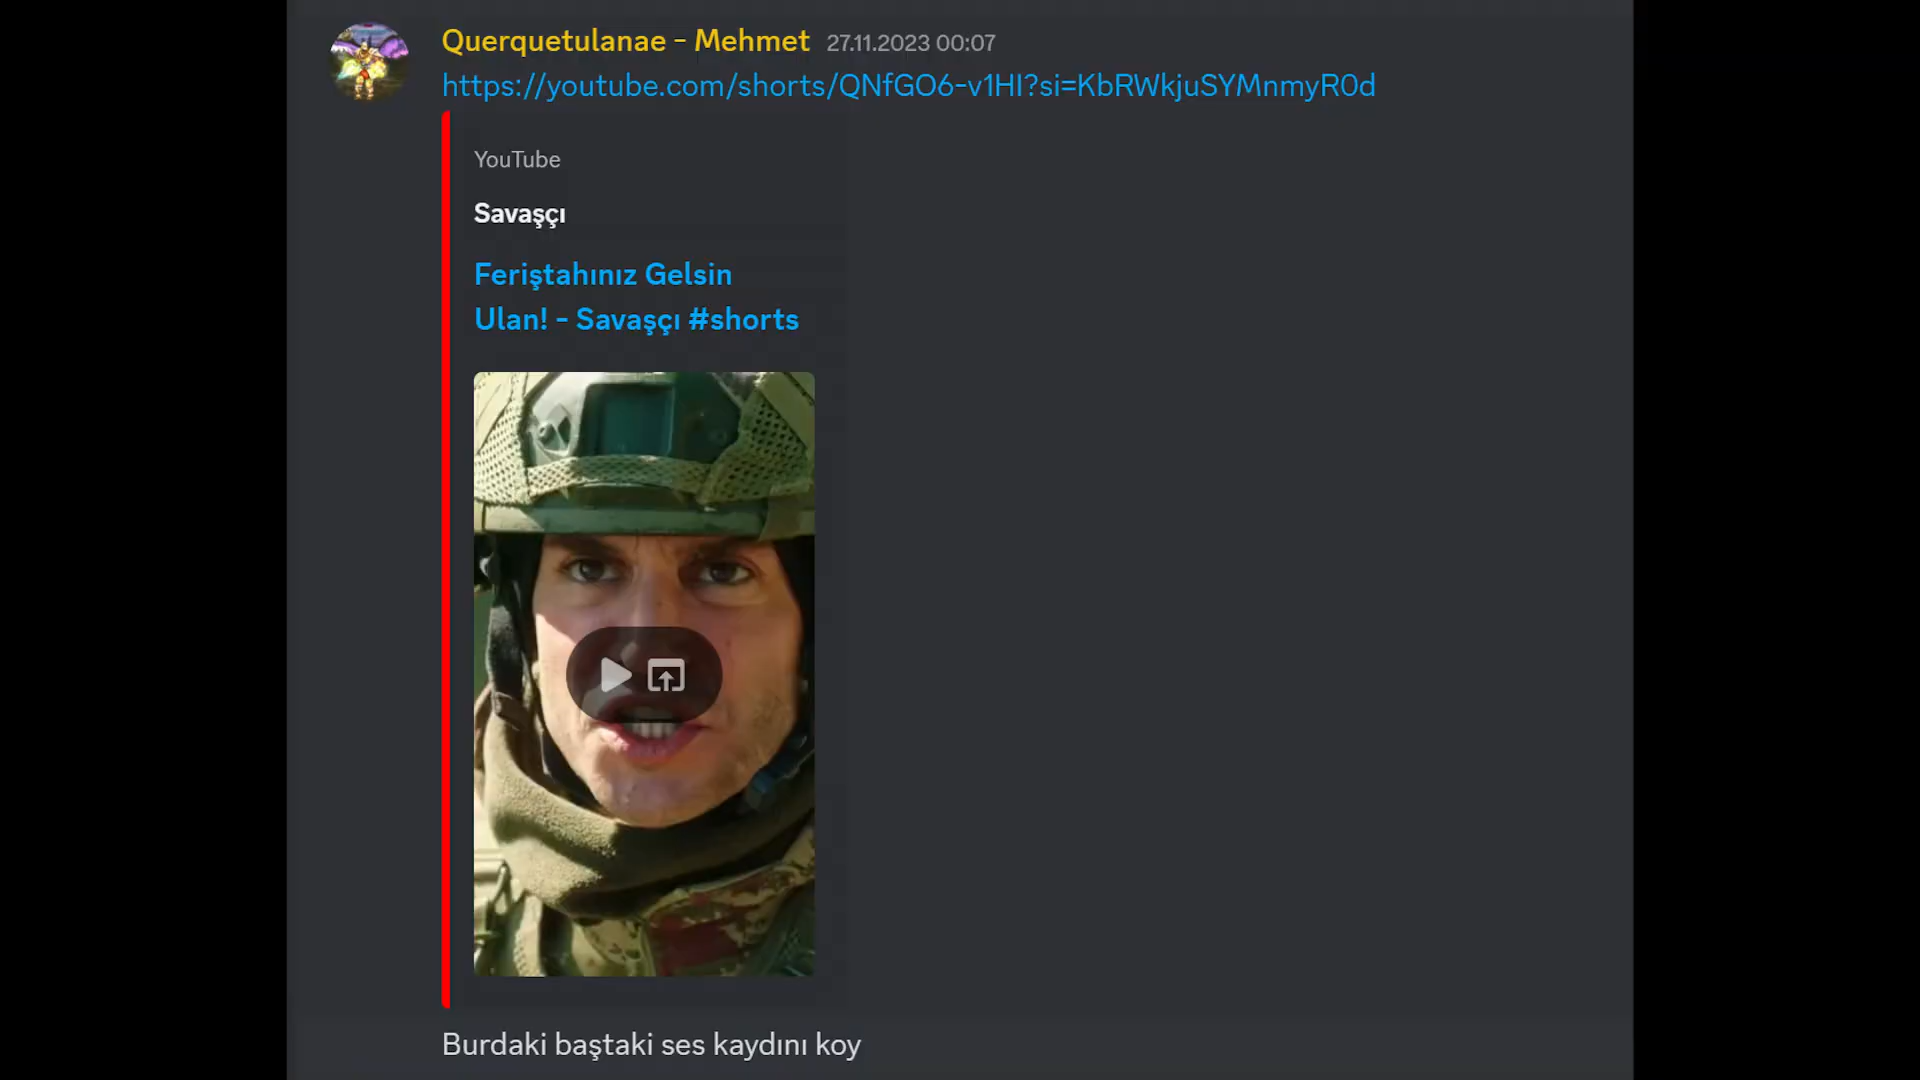 Querquetulanae - Mehmet 27.11.2023 00:07
https://youtube.com/shorts/QNfGO6-v1HI?si=KbRWkjuSYMnmyR0d
YouTube
Savaşçı
Feriştahınız Gelsin
Ulan! - Savaşçı #shorts
Burdaki baştaki ses kaydını koy